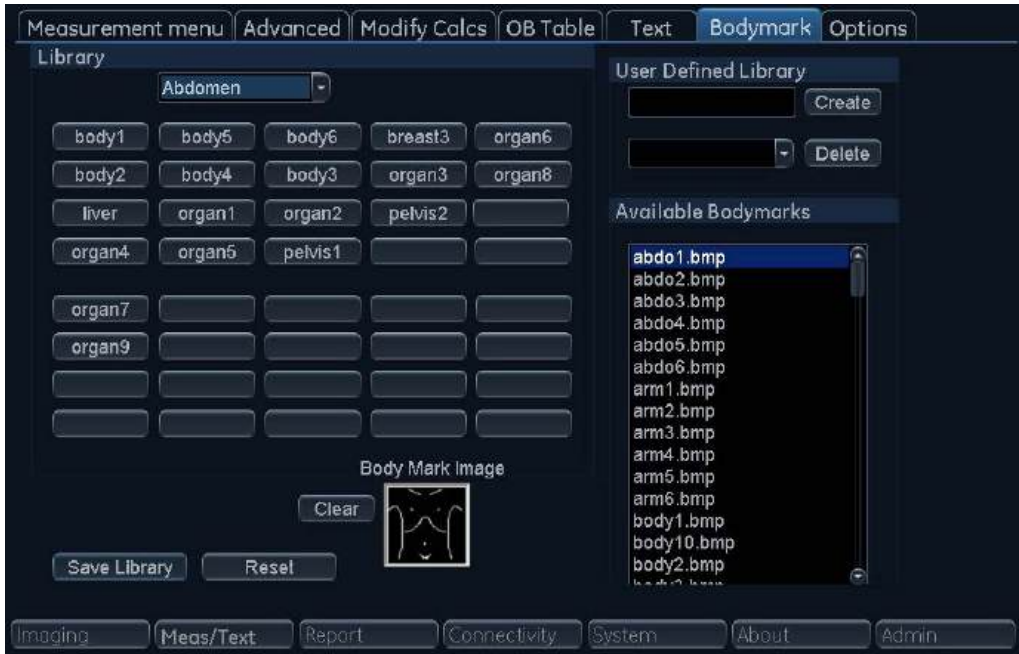 Measurement menu Advanced Modify Calcs OB Table Text Bodymark Options
Library
Abdomen
body1 body5 body6 breast3 organ6
body2 body4 body3 organ3 organ8
liver organ1 organ2 pelvis2
organ4 organ5 pelvis1
organ7
organ9
Body Mark Image
Clear
Save Library Reset
User Defined Library
Create
Delete
Available Bodymarks
abdo1.bmp
abdo2.bmp
abdo3.bmp
abdo4.bmp
abdo5.bmp
abdo6.bmp
arm1.bmp
arm2.bmp
arm3.bmp
arm4.bmp
arm5.bmp
arm6.bmp
body1.bmp
body10.bmp
body2.bmp
Imaging Meas/Text Report Connectivity System About Admin